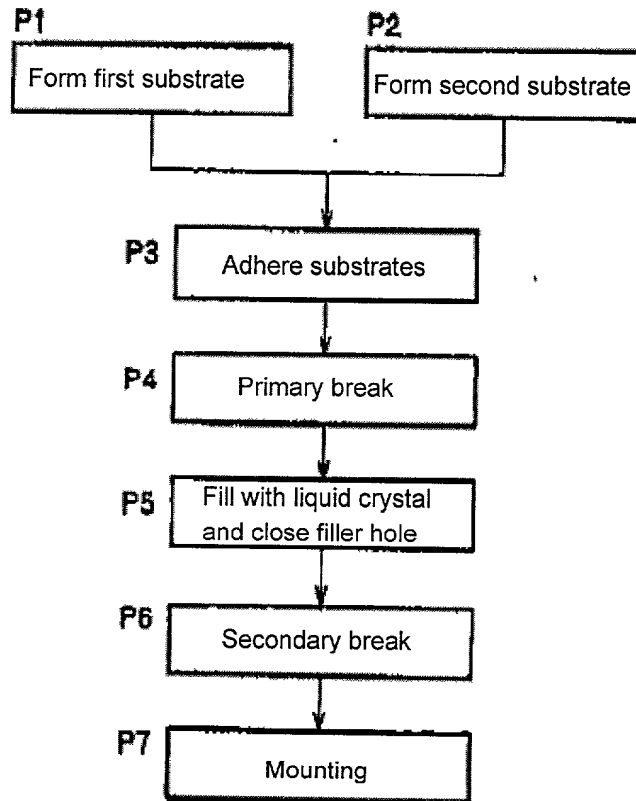 P1
P2
Form first substrate
Form second substrate
P3
Adhere substrates
P4
Primary break
P5
Fill with liquid crystal
and close filler hole
P6
Secondary break
P7
Mounting